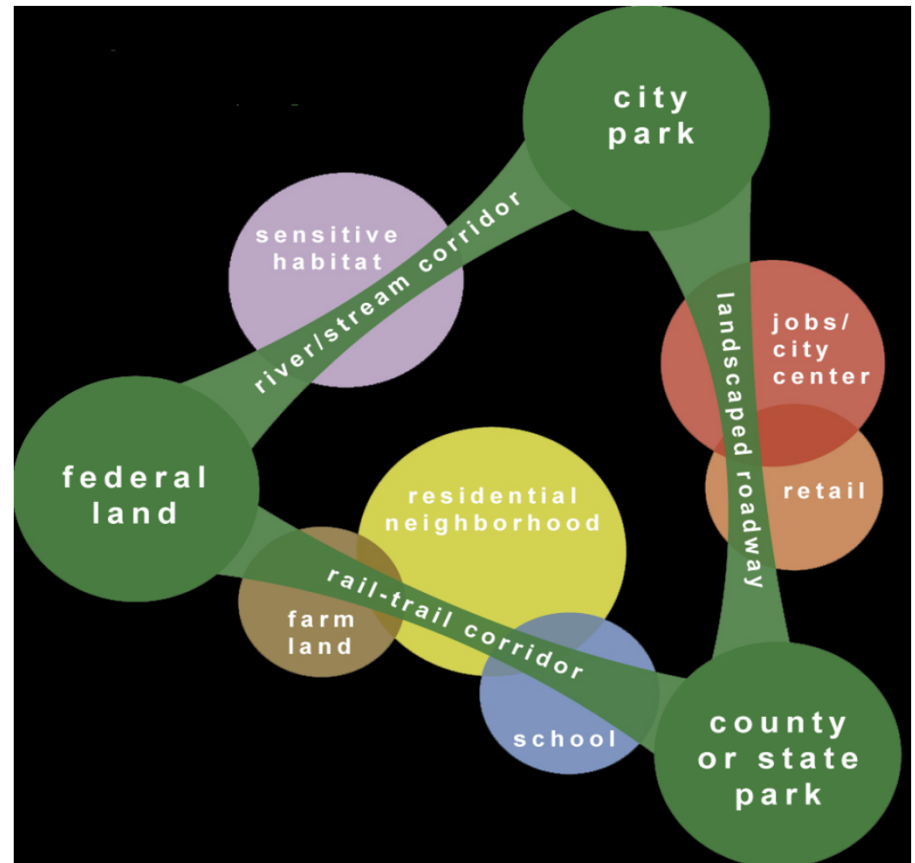 city
park
sensitive
habitat
river/stream corridor
landscaped roadway
jobs/
city
center
federal
land
residential
neighborhood
retail
rail-trail corridor
farm
land
school
county
or state
park